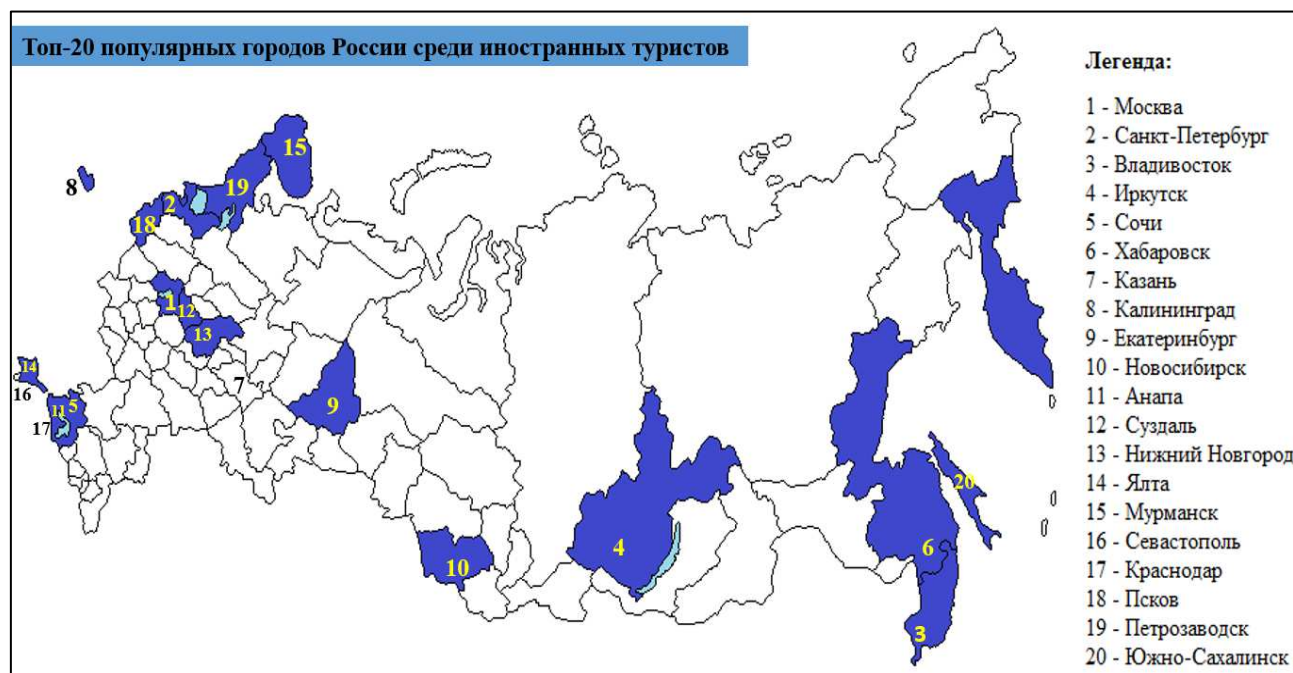 Топ-20 популярных городов России среди иностранных туристов
Легенда:
1 - Москва
2 - Санкт-Петербург
3 - Владивосток
4 - Иркутск
5 - Сочи
6 - Хабаровск
7 - Казань
8 - Калининград
9 - Екатеринбург
10 - Новосибирск
11 - Анапа
12 - Суздаль
13 - Нижний Новгород
14 - Ялта
15 - Мурманск
16 - Севастополь
17 - Краснодар
18 - Псков
19 - Петрозаводск
20 - Южно-Сахалинск
15
8
19
2
18
1
12
13
14
16
7
11
5
9
17
20
4
6
10
3